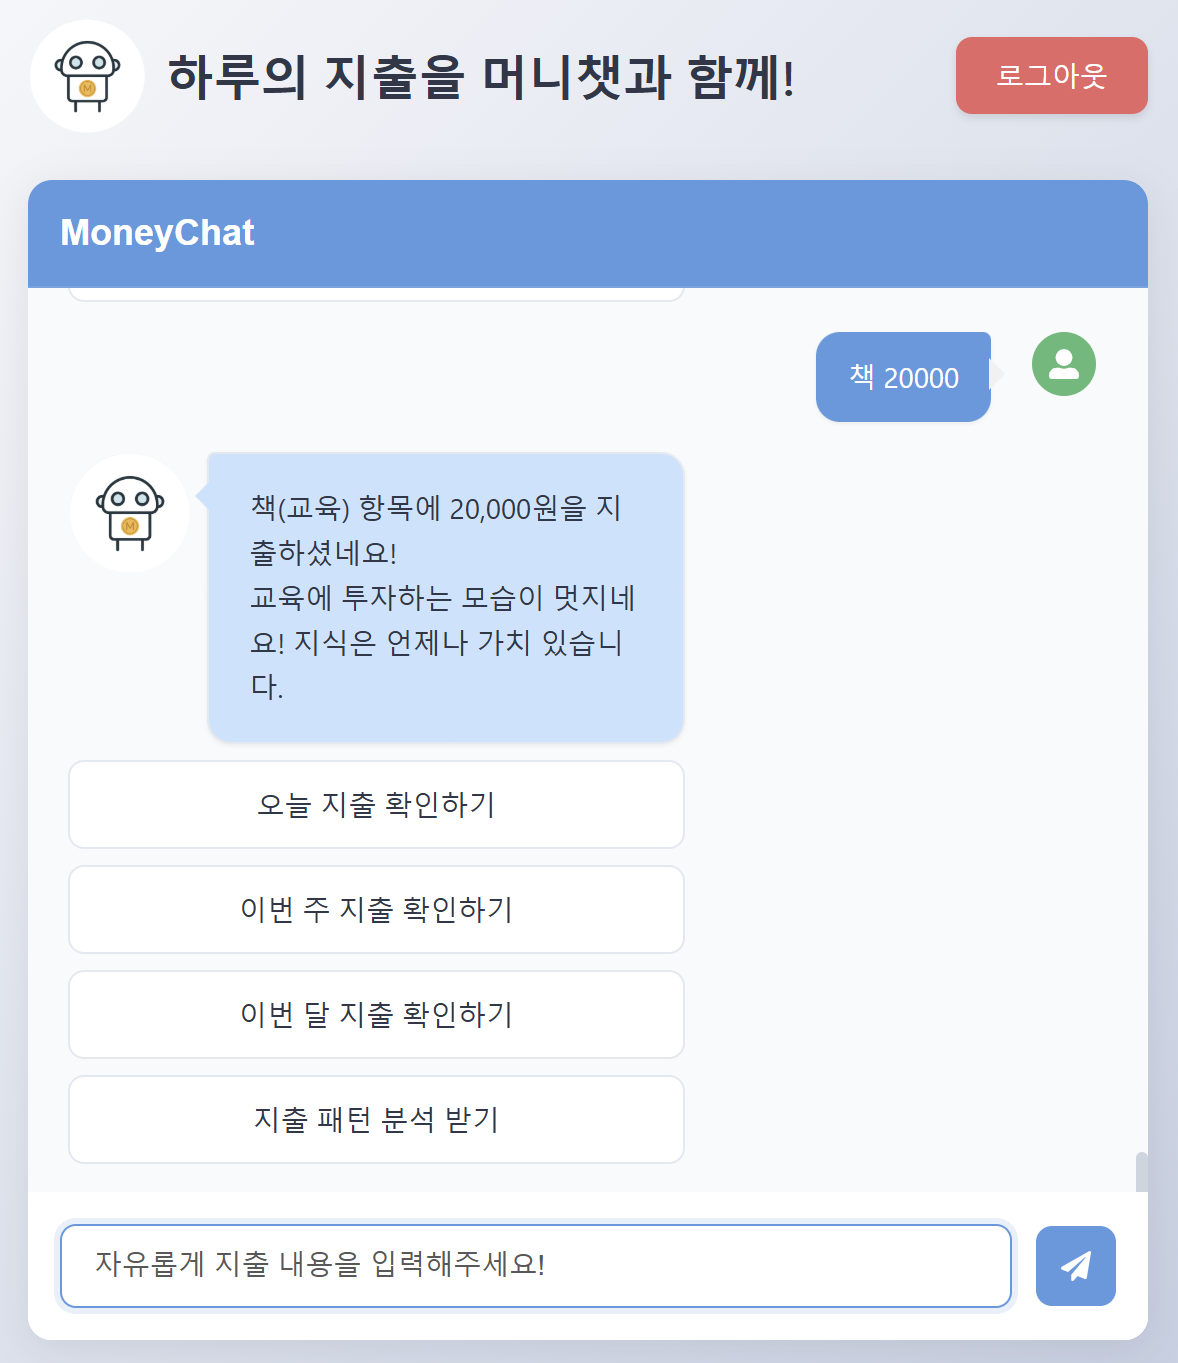 하루의 지출을 머니챗과 함께!
로그아웃
MoneyChat
책 20000
책(교육) 항목에 20,000원을 지
출하셨네요!
교육에 투자하는 모습이 멋지네
요! 지식은 언제나 가치 있습니
다.
오늘 지출 확인하기
이번 주 지출 확인하기
이번 달 지출 확인하기
지출 패턴 분석 받기
자유롭게 지출 내용을 입력해주세요!